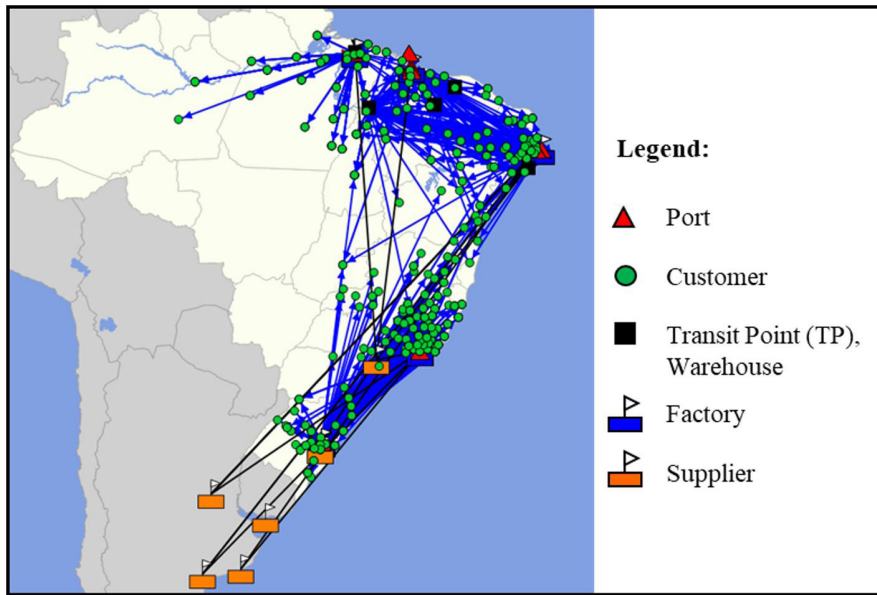 Legend:
Port
Customer
Transit Point (TP),
Warehouse
Factory
Supplier